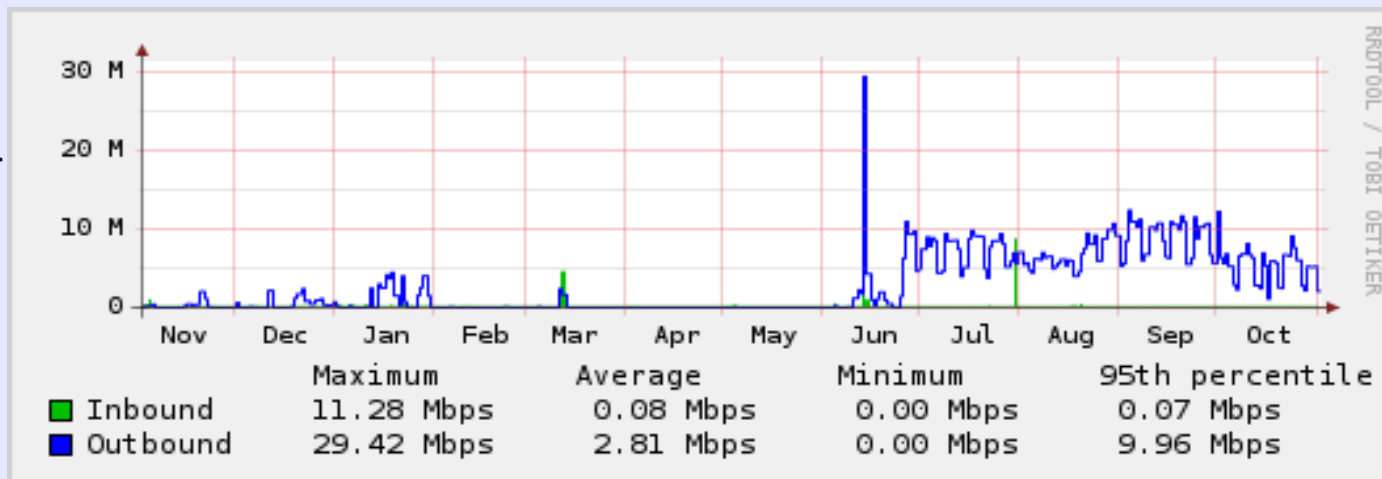 30 M
20 M
10 M
0
Nov Dec Jan Feb Mar Apr May Jun Jul Aug Sep Oct
Maximum Average Minimum 95th percentile
Inbound 11.28 Mbps 0.08 Mbps 0.00 Mbps 0.07 Mbps
Outbound 29.42 Mbps 2.81 Mbps 0.00 Mbps 9.96 Mbps
RRDTOOL / TOBI OETIKER